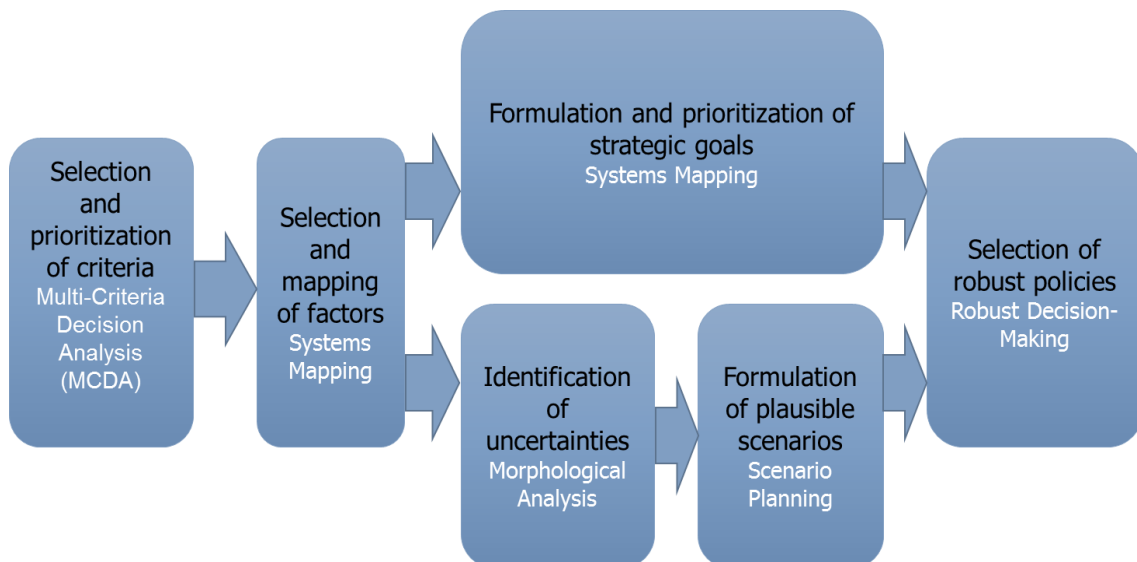 Selection
and
prioritization
of criteria
Multi-Criteria
Decision
Analysis
(MCDA)
Selection
and
mapping
of factors
Systems
Mapping
Formulation and prioritization of
strategic goals
Systems Mapping
Identification
of
uncertainties
Morphological
Analysis
Formulation
of plausible
scenarios
Scenario
Planning
Selection of
robust policies
Robust Decision-
Making